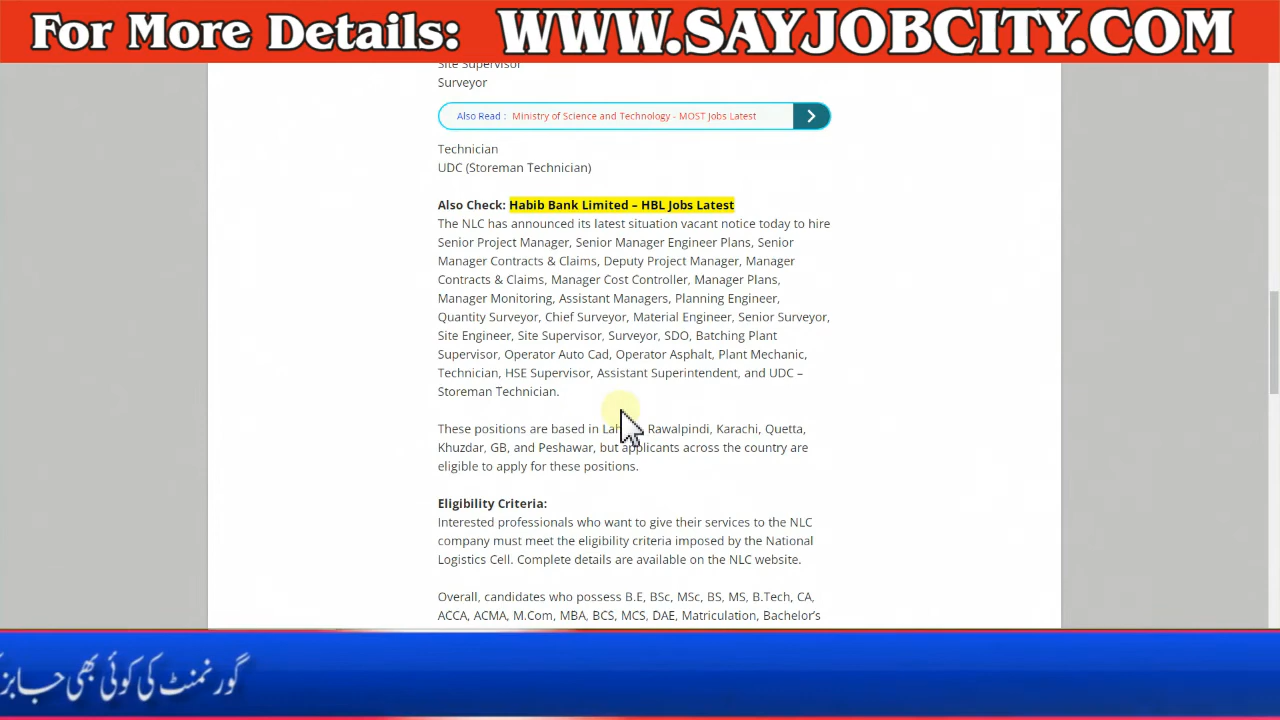 For More Details: WWW.SAYJOBCITY.COM
Site Supervisor
Surveyor
Also Read : Ministry of Science and Technology - MOST Jobs Latest
Technician
UDC (Storeman Technician)
Also Check: Habib Bank Limited – HBL Jobs Latest
The NLC has announced its latest situation vacant notice today to hire
Senior Project Manager, Senior Manager Engineer Plans, Senior
Manager Contracts & Claims, Deputy Project Manager, Manager
Contracts & Claims, Manager Cost Controller, Manager Plans,
Manager Monitoring, Assistant Managers, Planning Engineer,
Quantity Surveyor, Chief Surveyor, Material Engineer, Senior Surveyor,
Site Engineer, Site Supervisor, Surveyor, SDO, Batching Plant
Supervisor, Operator Auto Cad, Operator Asphalt, Plant Mechanic,
Technician, HSE Supervisor, Assistant Superintendent, and UDC –
Storeman Technician.
These positions are based in Rawalpindi, Karachi, Quetta,
Khuzdar, GB, and Peshawar, but applicants across the country are
eligible to apply for these positions.
Eligibility Criteria:
Interested professionals who want to give their services to the NLC
company must meet the eligibility criteria imposed by the National
Logistics Cell. Complete details are available on the NLC website.
Overall, candidates who possess B.E, BSc, MSc, BS, MS, B.Tech, CA,
ACCA, ACMA, M.Com, MBA, BCS, MCS, DAE, Matriculation, Bachelor’s
گورنمنٹ کی کوئی بھی جابز